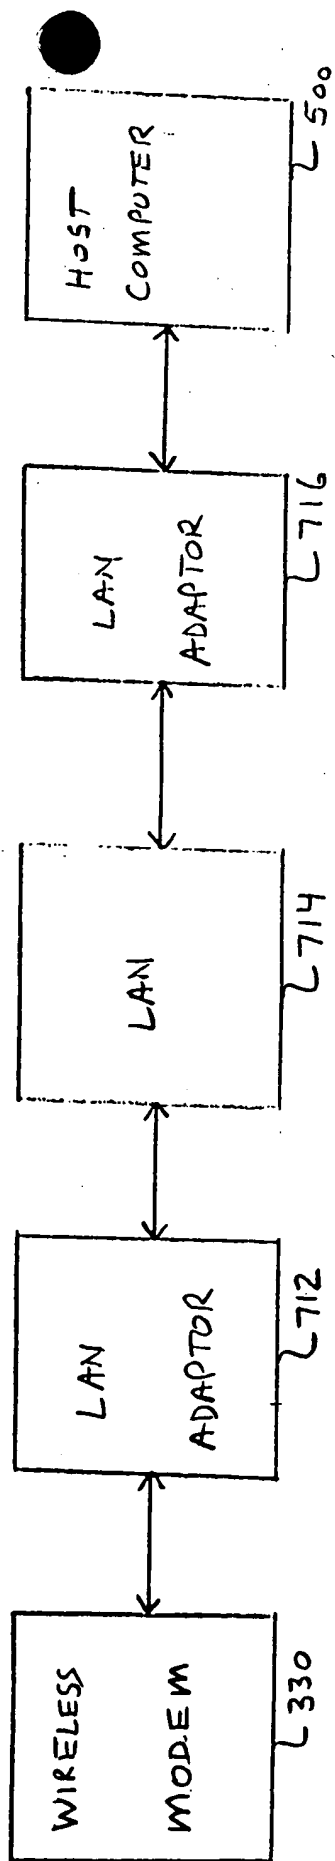 WIRELESS
MODEM
330
LAN
ADAPTOR
712
LAN
714
LAN
ADAPTOR
716
HOST
COMPUTER
500